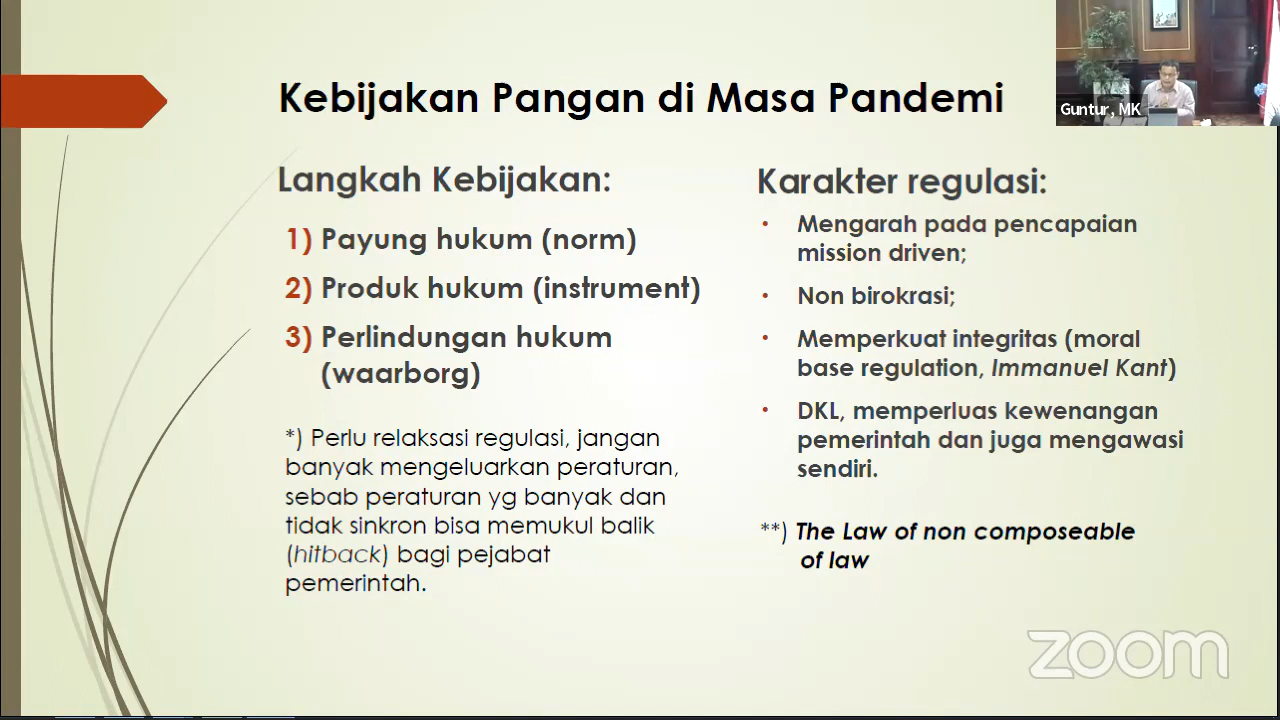 Kebijakan Pangan di Masa Pandemi
Guntur, MK
Langkah Kebijakan:
1) Payung hukum (norm)
2) Produk hukum (instrument)
3) Perlindungan hukum
(waarborg)
*) Perlu relaksasi regulasi, jangan
banyak mengeluarkan peraturan,
sebab peraturan yg banyak dan
tidak sinkron bisa memukul balik
(hitback) bagi pejabat
pemerintah.
Karakter regulasi:
• Mengarah pada pencapaian
mission driven;
• Non birokrasi;
• Memperkuat integritas (moral
base regulation, Immanuel Kant)
• DKL, memperluas kewenangan
pemerintah dan juga mengawasi
sendiri.
**) The Law of non composeable
of law
zoom